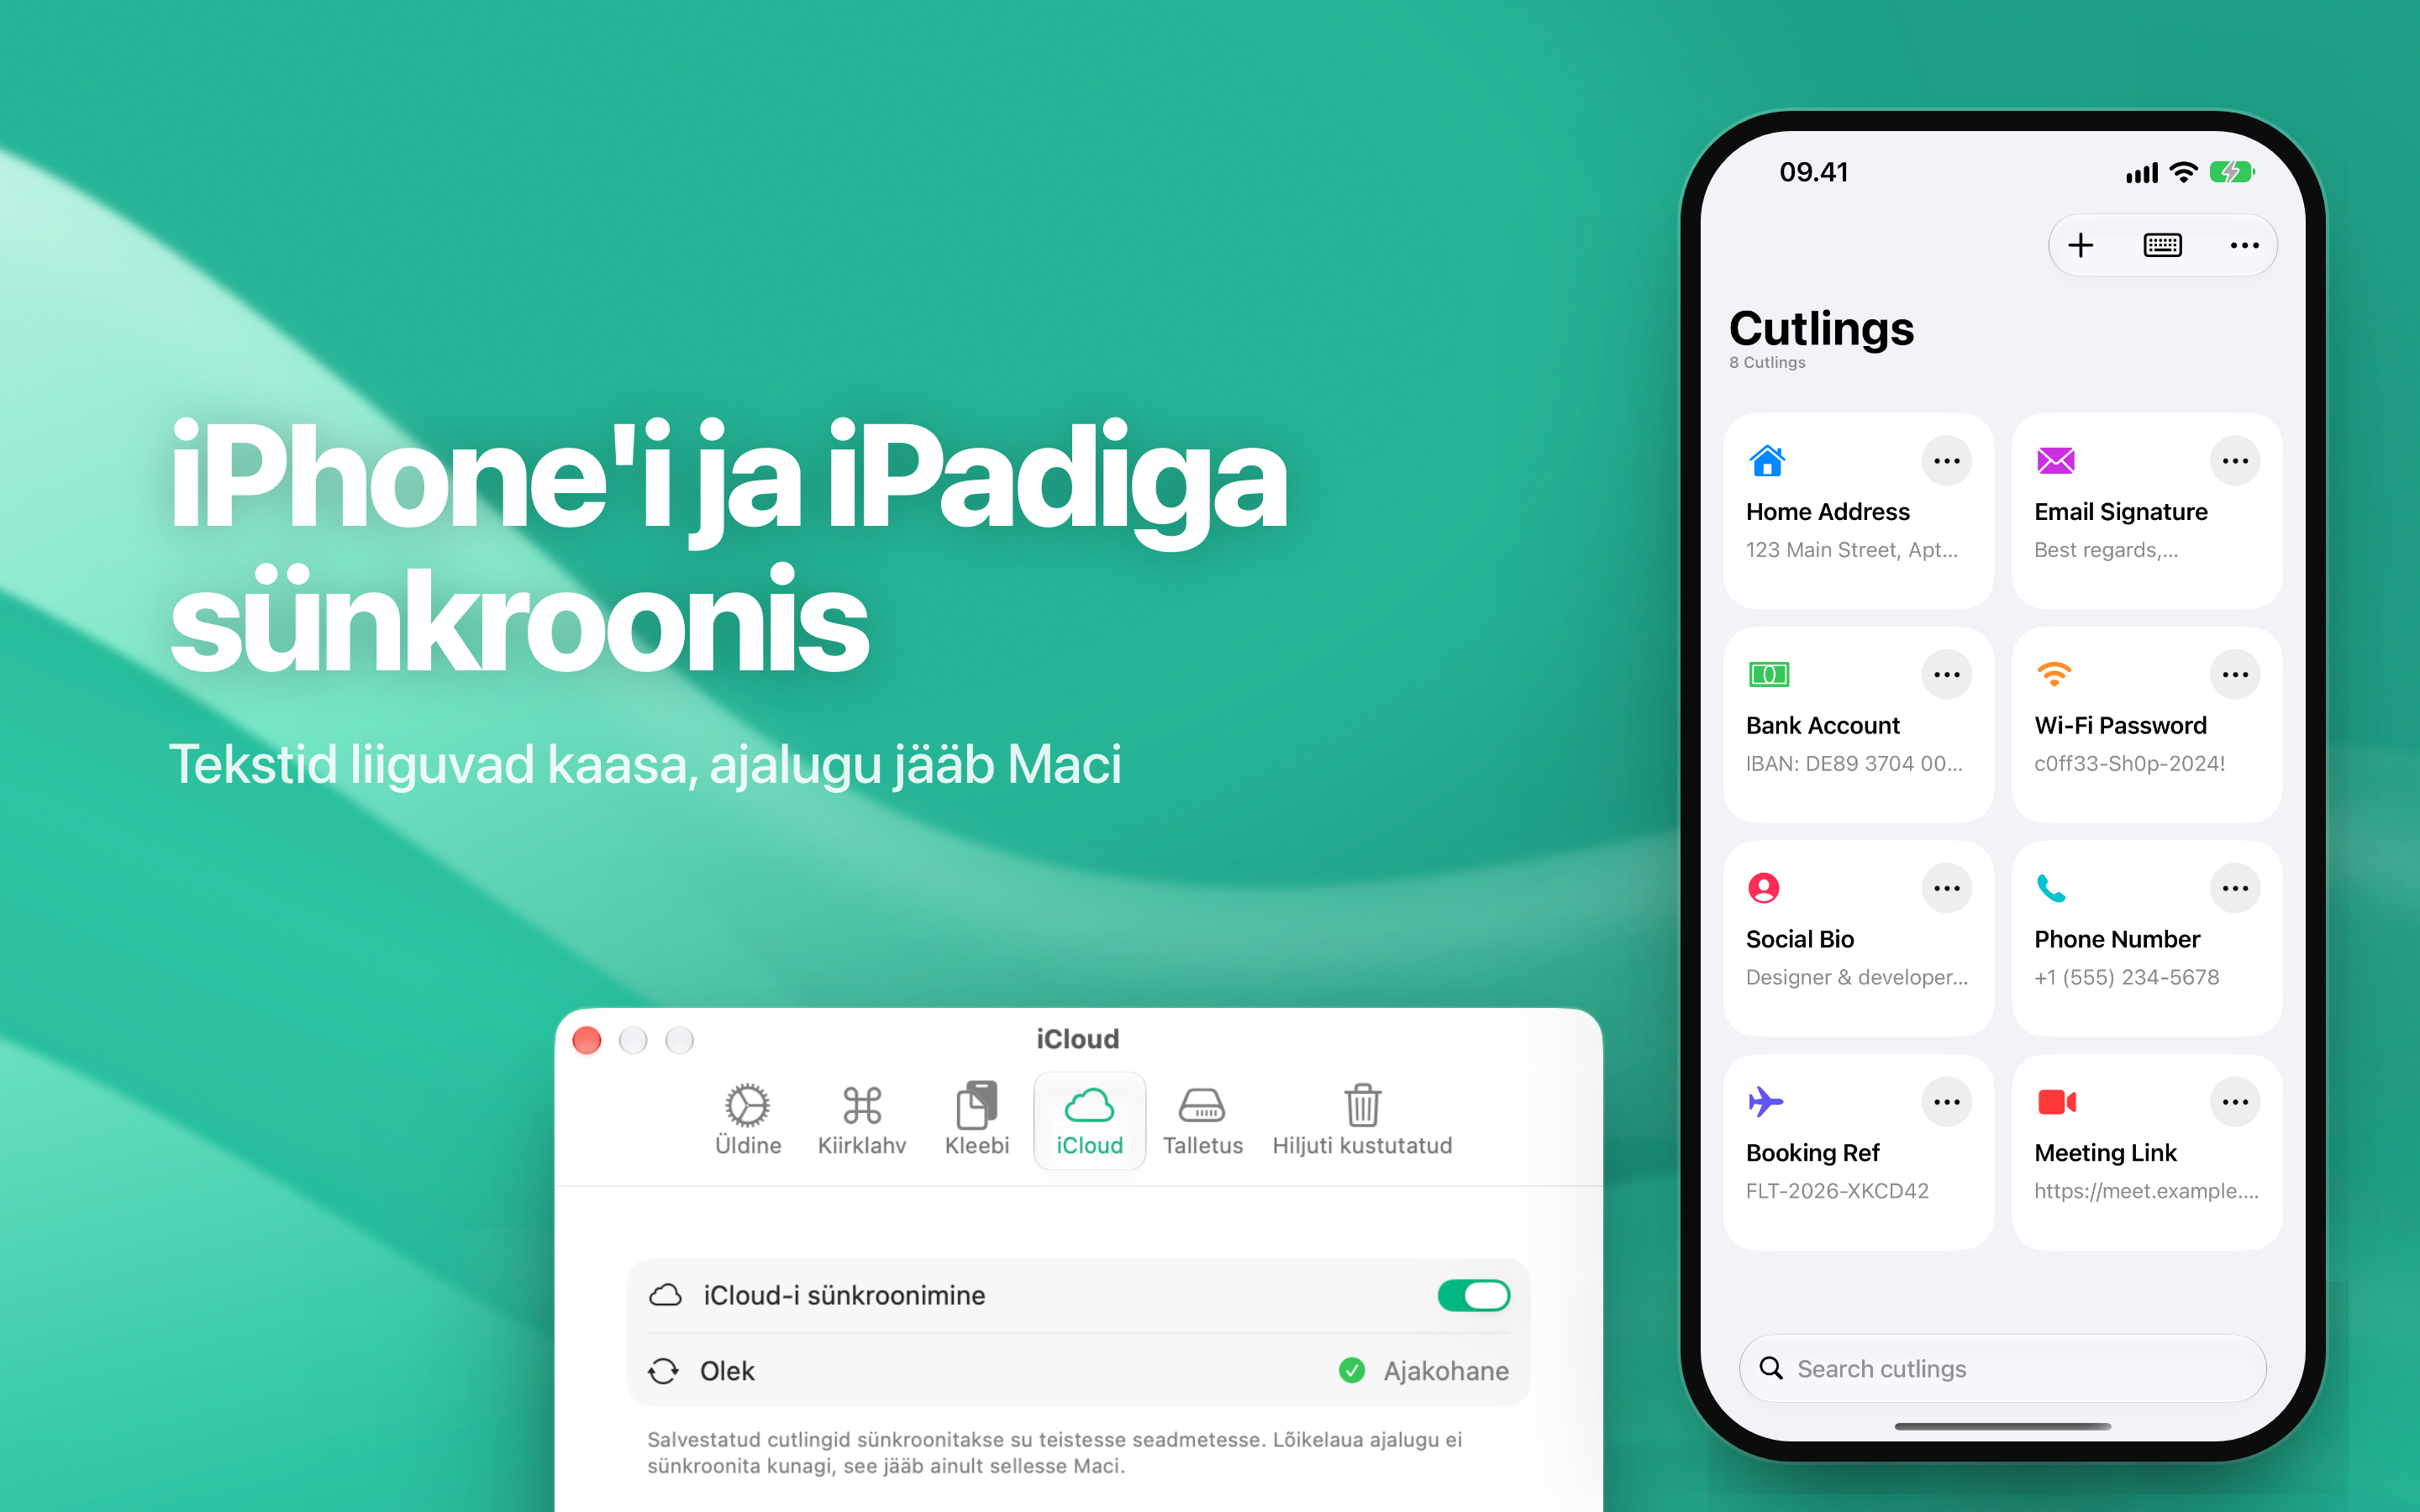 iPhone'i ja iPadiga
sünkroonis
Tekstid liiguvad kaasa, ajalugu jääb Maci
iCloud
Üldine
Kiirklahv
Kleebi
iCloud
Talletus
Hiljuti kustutatud
iCloud-i sünkroonimine
Olek
Ajakohane
Salvestatud cutlingid sünkroonitakse su teistesse seadmetesse. Lõikelaua ajalugu ei
sünkroonita kunagi, see jääb ainult sellesse Maci.
09.41
Cutlings
8 Cutlings
Home Address
123 Main Street, Apt...
Email Signature
Best regards,...
Bank Account
IBAN: DE89 3704 00...
Wi-Fi Password
c0ff33-Sh0p-2024!
Social Bio
Designer & developer...
Phone Number
+1 (555) 234-5678
Booking Ref
FLT-2026-XKCD42
Meeting Link
https://meet.example....
Search cutlings